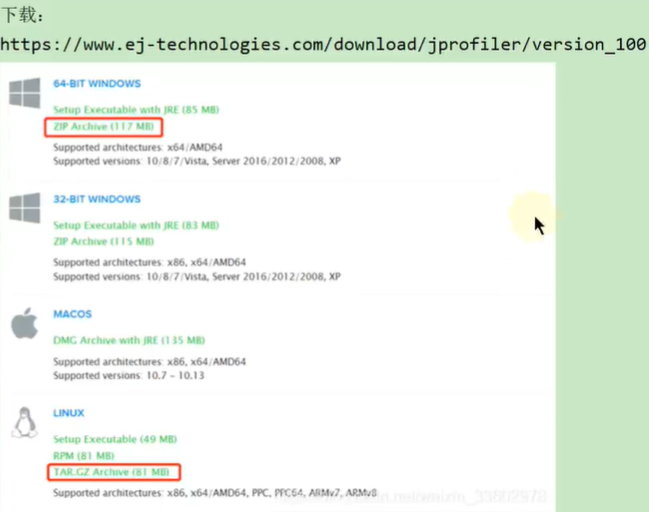 下载：
https://www.ej-technologies.com/download/jprofiler/version_100
64-BIT WINDOWS
Setup Executable with JRE (85 MB)
ZIP Archive (117 MB)
Supported architectures: x64/AMD64
Supported versions: 10/8/7/Vista, Server 2016/2012/2008, XP
32-BIT WINDOWS
Setup Executable with JRE (83 MB)
ZIP Archive (115 MB)
Supported architectures: x86, x64/AMD64
Supported versions: 10/8/7/Vista, Server 2016/2012/2008, XP
MACOS
DMG Archive with JRE (135 MB)
Supported architectures: x86, x64/AMD64
Supported versions: 10.7 - 10.13
LINUX
Setup Executable (49 MB)
RPM (81 MB)
TAR.GZ Archive (81 MB)
Supported architectures: x86, x64/AMD64, PPC, PPC64, ARMv7, ARMv8